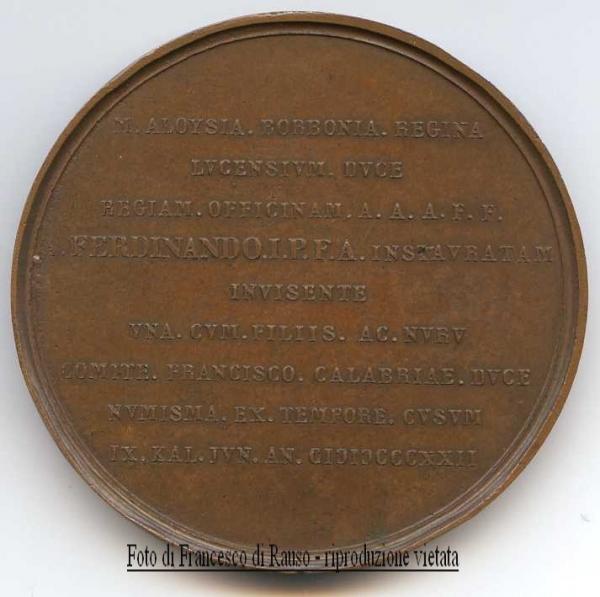 M. ALOYSIA. BORBONIA. REGINA
LVCENSIVM. DVCE
REGIAM. OFFICINAM. A. A. A. F. F.
A. FERDINANDO. I. P. F. A. INSTAVRATAM
INVISENTE
VNA. CVM. FILIIS. AC. NVRV
COMITE. FRANCISCO. CALABRIAE. DVCE
NVMISMA. EX. TEMPORE. CVSVM
IX. KAL. JVN. AN. CIƆIƆCCCXXII
Foto di Francesco di Rauso - riproduzione vietata